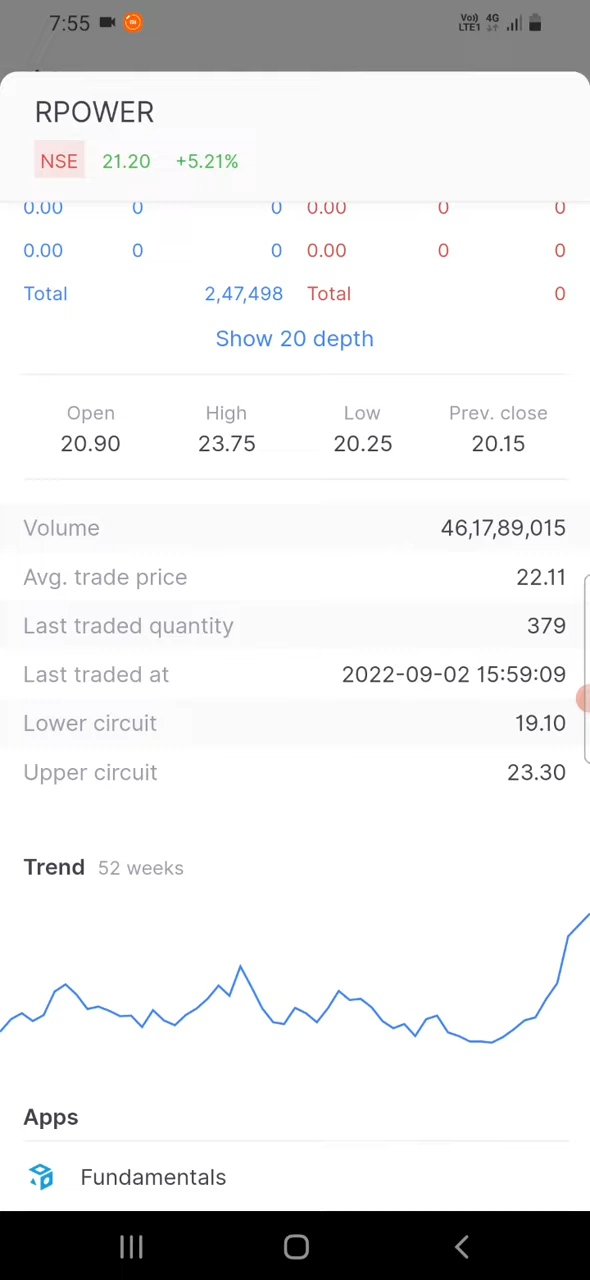 7:55 Vo)) 4G LTE1
RPOWER
NSE 21.20 +5.21%
0.00 0 0 0.00 0 0
0.00 0 0 0.00 0 0
Total 2,47,498 Total 0
Show 20 depth
Open High Low Prev. close
20.90 23.75 20.25 20.15
Volume 46,17,89,015
Avg. trade price 22.11
Last traded quantity 379
Last traded at 2022-09-02 15:59:09
Lower circuit 19.10
Upper circuit 23.30
Trend 52 weeks
Apps
Fundamentals